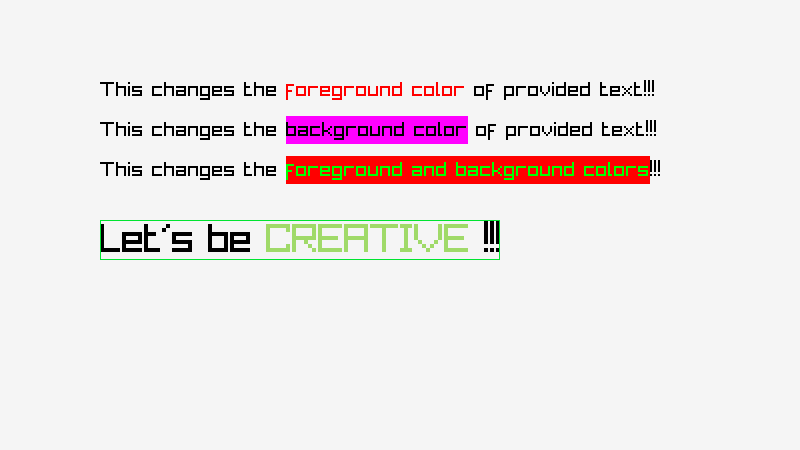 This changes the foreground color of provided text!!!
This changes the background color of provided text!!!
This changes the foreground and background colors!!!
Let's be CREATIVE !!!